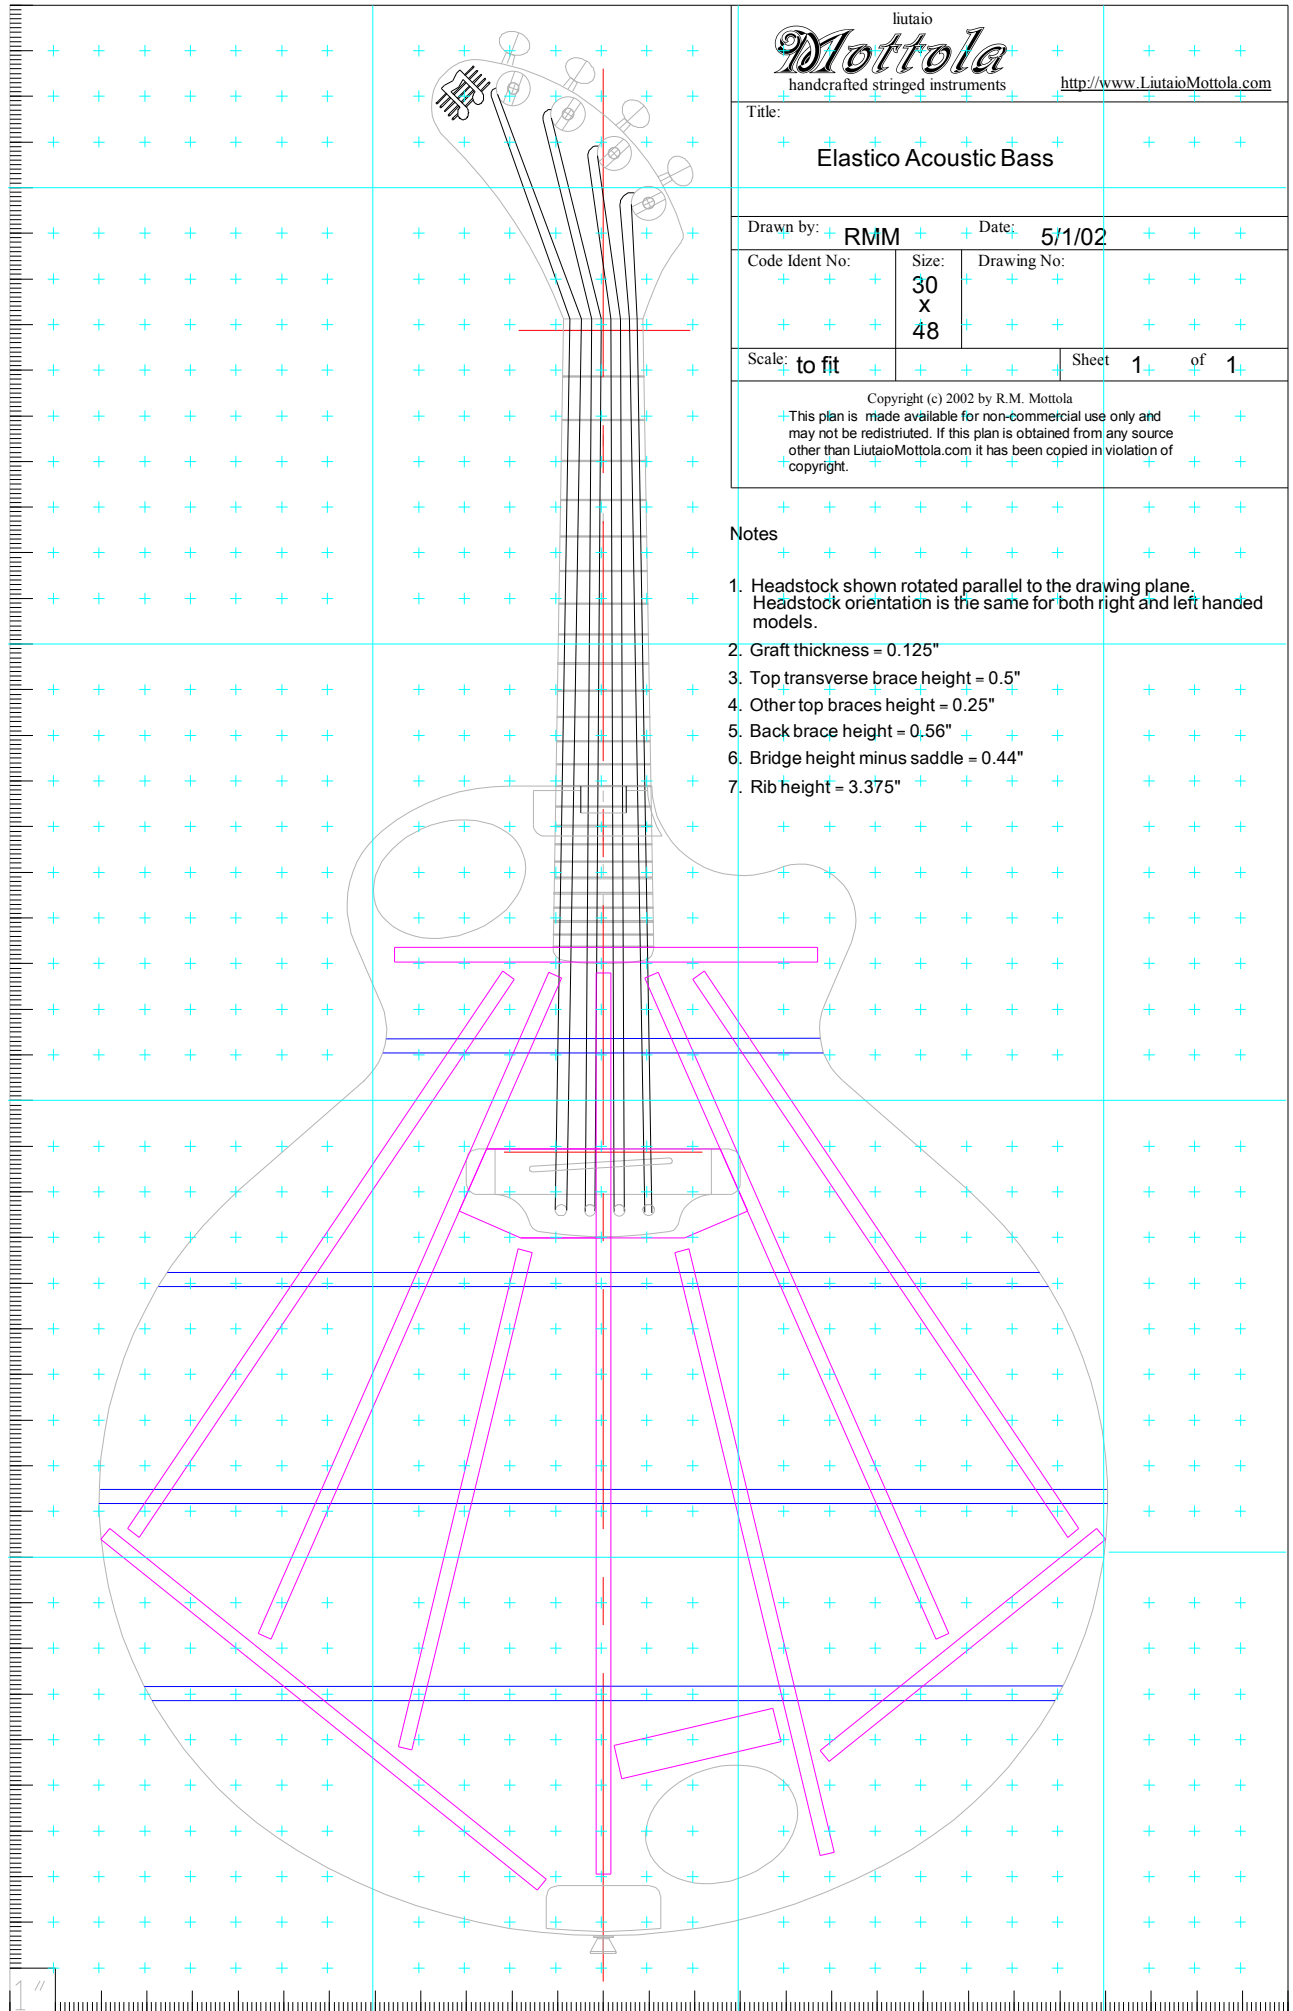 liutaio
Mottola
handcrafted stringed instruments
http://www.LiutaioMottola.com
Title:
Elastico Acoustic Bass
Drawn by: RMM
Date: 5/1/02
Code Ident No:
Size:
30
x
48
Drawing No:
Scale: to fit
Sheet 1 of 1
Copyright (c) 2002 by R.M. Mottola
This plan is made available for non-commercial use only and
may not be redistriuted. If this plan is obtained from any source
other than LiutaioMottola.com it has been copied in violation of
copyright.
Notes
1. Headstock shown rotated parallel to the drawing plane.
Headstock orientation is the same for both right and left handed
models.
2. Graft thickness = 0.125"
3. Top transverse brace height = 0.5"
4. Other top braces height = 0.25"
5. Back brace height = 0.56"
6. Bridge height minus saddle = 0.44"
7. Rib height = 3.375"
1"